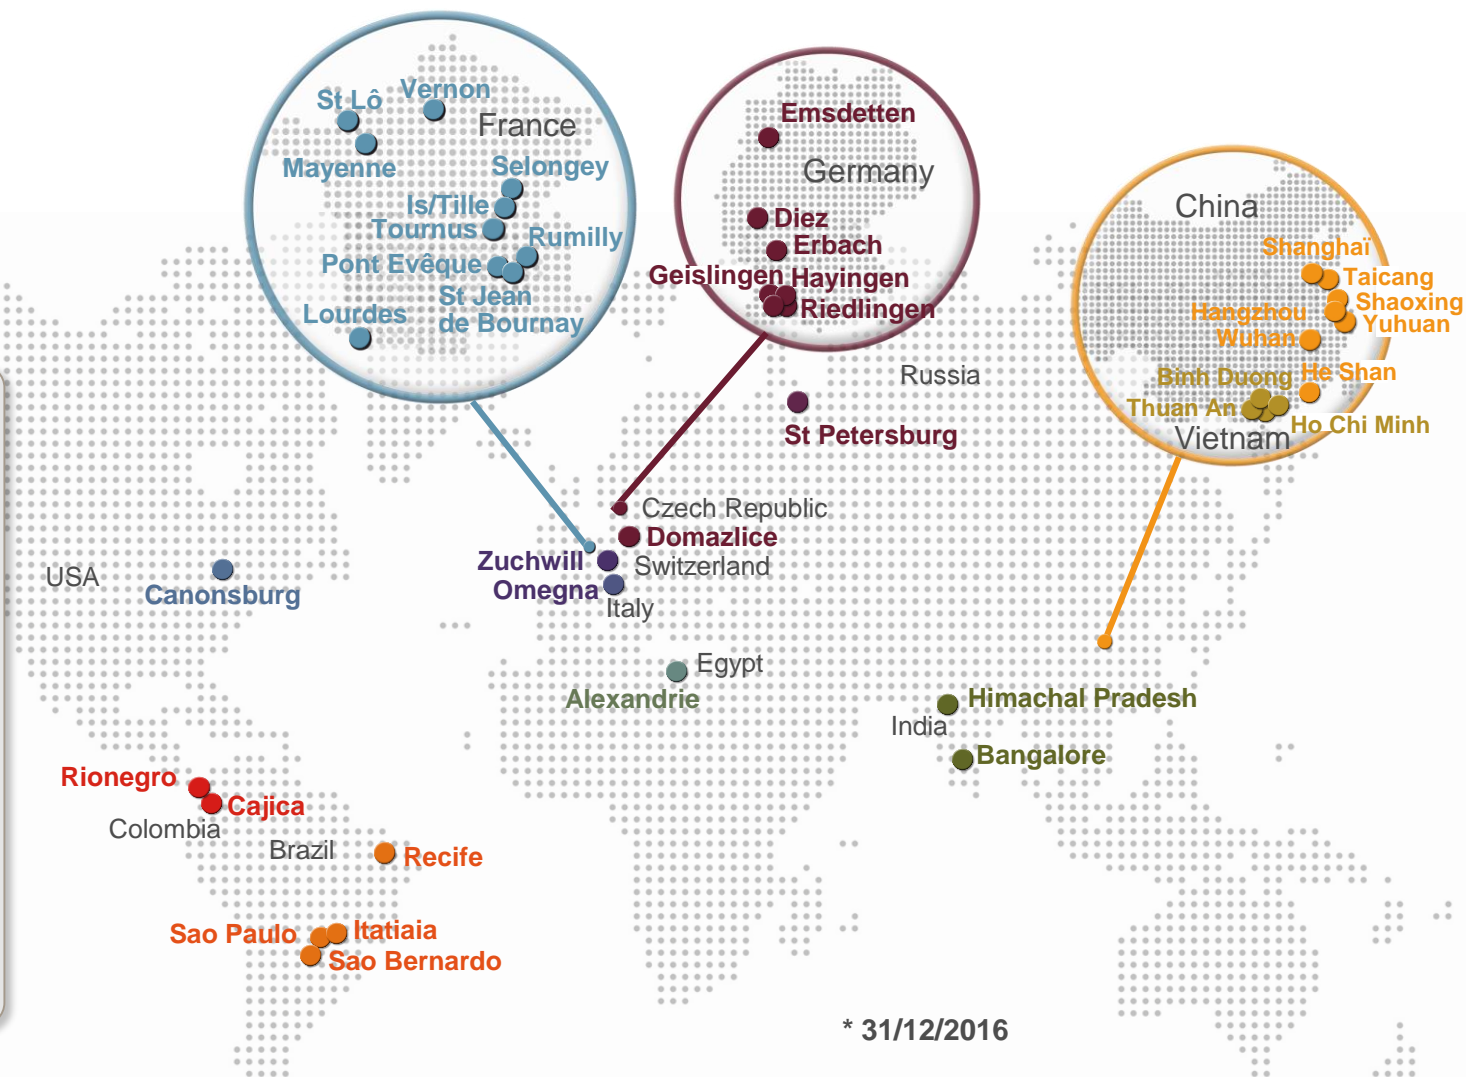 St Lô
Vernon
France
Mayenne
Selongey
Is/Tille
Tournus
Rumilly
Pont Evêque
St Jean
de Bournay
Lourdes
Emsdetten
Germany
Diez
Erbach
Geislingen
Hayingen
Riedlingen
China
Shanghaï
Taicang
Shaoxing
Hangzhou
Yuhuan
Wuhan
He Shan
Binh Duong
Thuan An
Ho Chi Minh
Vietnam
Russia
St Petersburg
Czech Republic
Domazlice
Zuchwill
Switzerland
Omegna
Italy
USA
Canonsburg
Egypt
Alexandrie
Himachal Pradesh
India
Bangalore
Rionegro
Cajica
Colombia
Brazil
Recife
Sao Paulo
Itatiaia
Sao Bernardo
* 31/12/2016